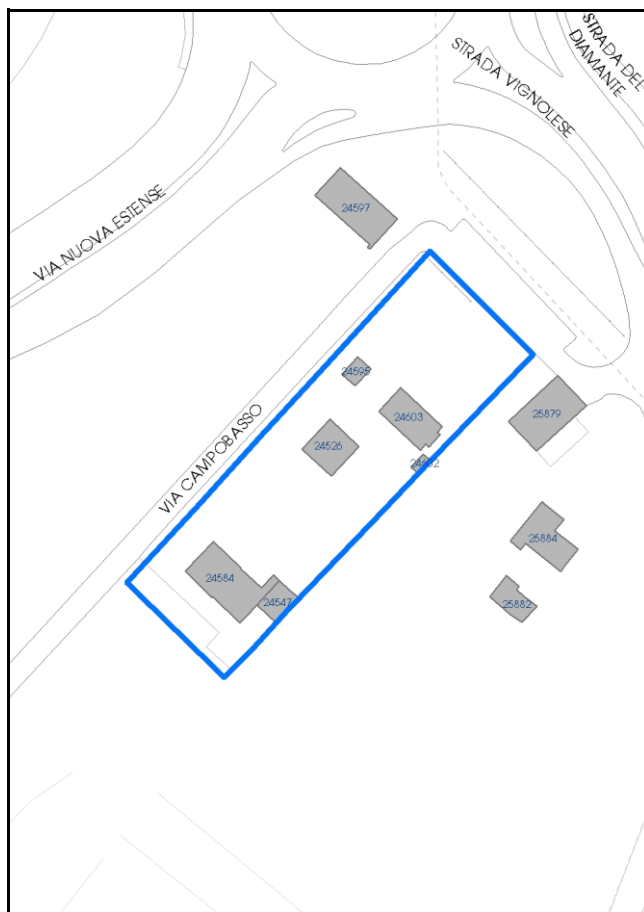 STRADA DEL
DIAMANTE
STRADA VIGNOLESE
VIA NUOVA ESTENSE
24597
24595
24603
25879
24526
VIA CAMPOBASSO
25884
24584
24547
25882